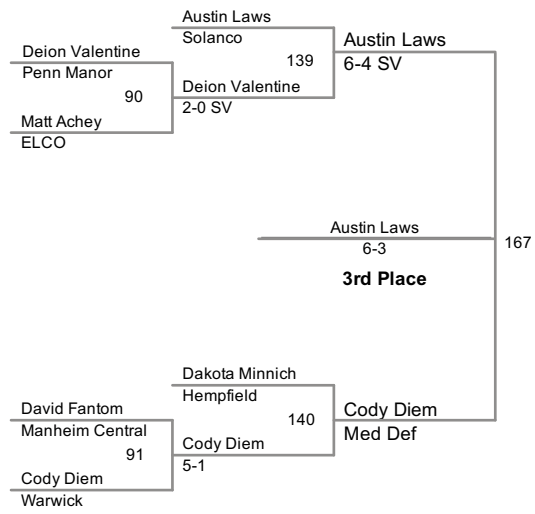 Austin Laws
Solanco
Deion Valentine
Penn Manor
139
Austin Laws
6-4 SV
90
Deion Valentine
2-0 SV
Matt Achey
ELCO
Austin Laws
6-3
167
3rd Place
Dakota Minnich
Hempfield
David Fantom
Manheim Central
140
Cody Diem
Med Def
91
Cody Diem
5-1
Cody Diem
Warwick